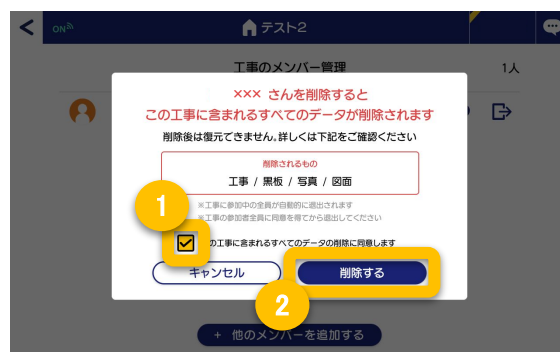 ON
テスト2
工事のメンバー管理
1人
××× さんを削除すると
この工事に含まれるすべてのデータが削除されます
削除後は復元できません。詳しくは下記をご確認ください
削除されるもの
工事 / 黒板 / 写真 / 図面
※工事に参加中の全員が自動的に退出されます
※工事の参加者全員に同意を得てから退出してください
1
の工事に含まれるすべてのデータの削除に同意します
キャンセル
削除する
2
+ 他のメンバーを追加する